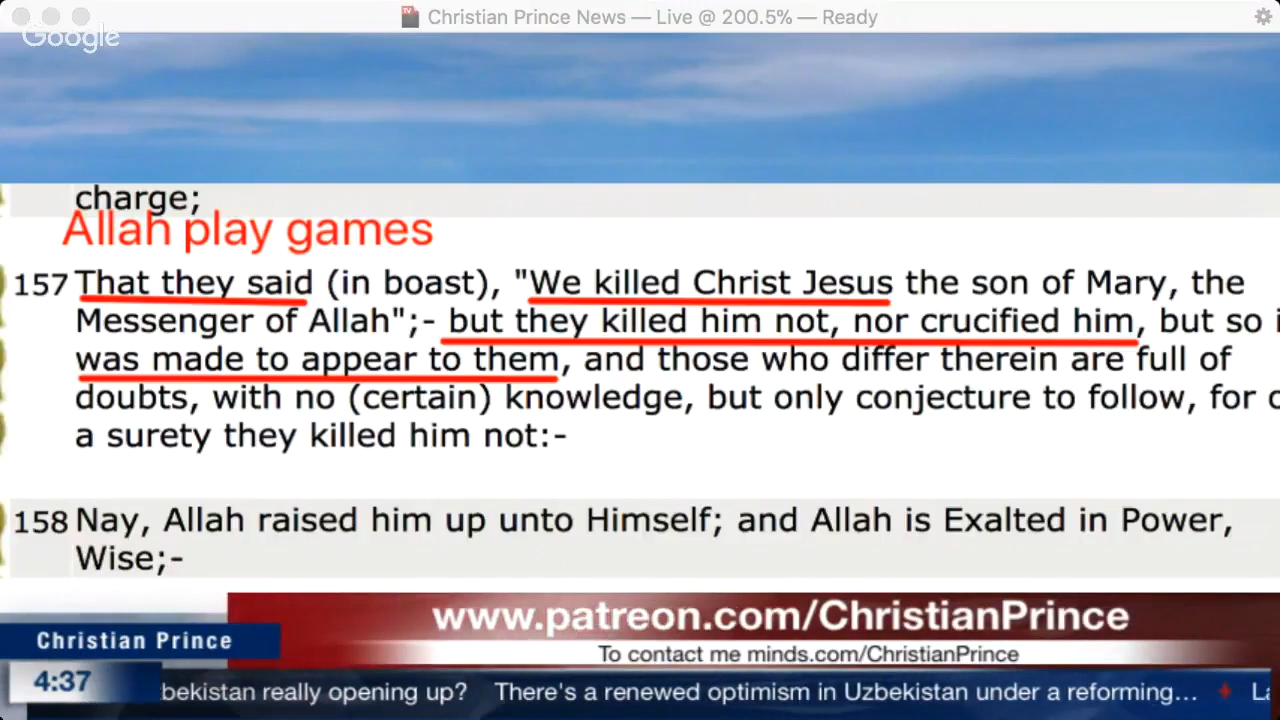 Christian Prince News — Live @ 200.5% — Ready
Google
charge;
Allah play games
157 That they said (in boast), "We killed Christ Jesus the son of Mary, the
Messenger of Allah";- but they killed him not, nor crucified him, but so
was made to appear to them, and those who differ therein are full of
doubts, with no (certain) knowledge, but only conjecture to follow, for
a surety they killed him not:-
158 Nay, Allah raised him up unto Himself; and Allah is Exalted in Power,
Wise;-
www.patreon.com/ChristianPrince
Christian Prince
To contact me minds.com/ChristianPrince
4:37
bekistan really opening up? There's a renewed optimism in Uzbekistan under a reforming...